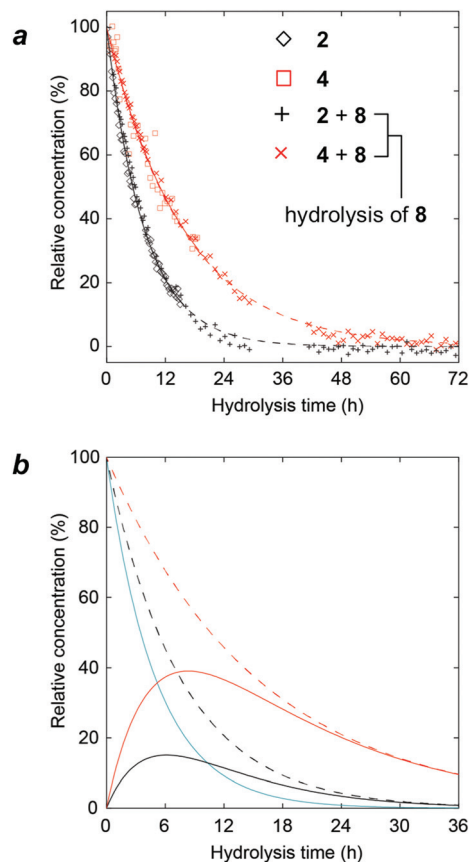 a
Relative concentration (%)
100
80
60
40
20
0
2
4
2 + 8
4 + 8
hydrolysis of 8
0 12 24 36 48 60 72
Hydrolysis time (h)
b
Relative concentration (%)
100
80
60
40
20
0
0 6 12 18 24 30 36
Hydrolysis time (h)